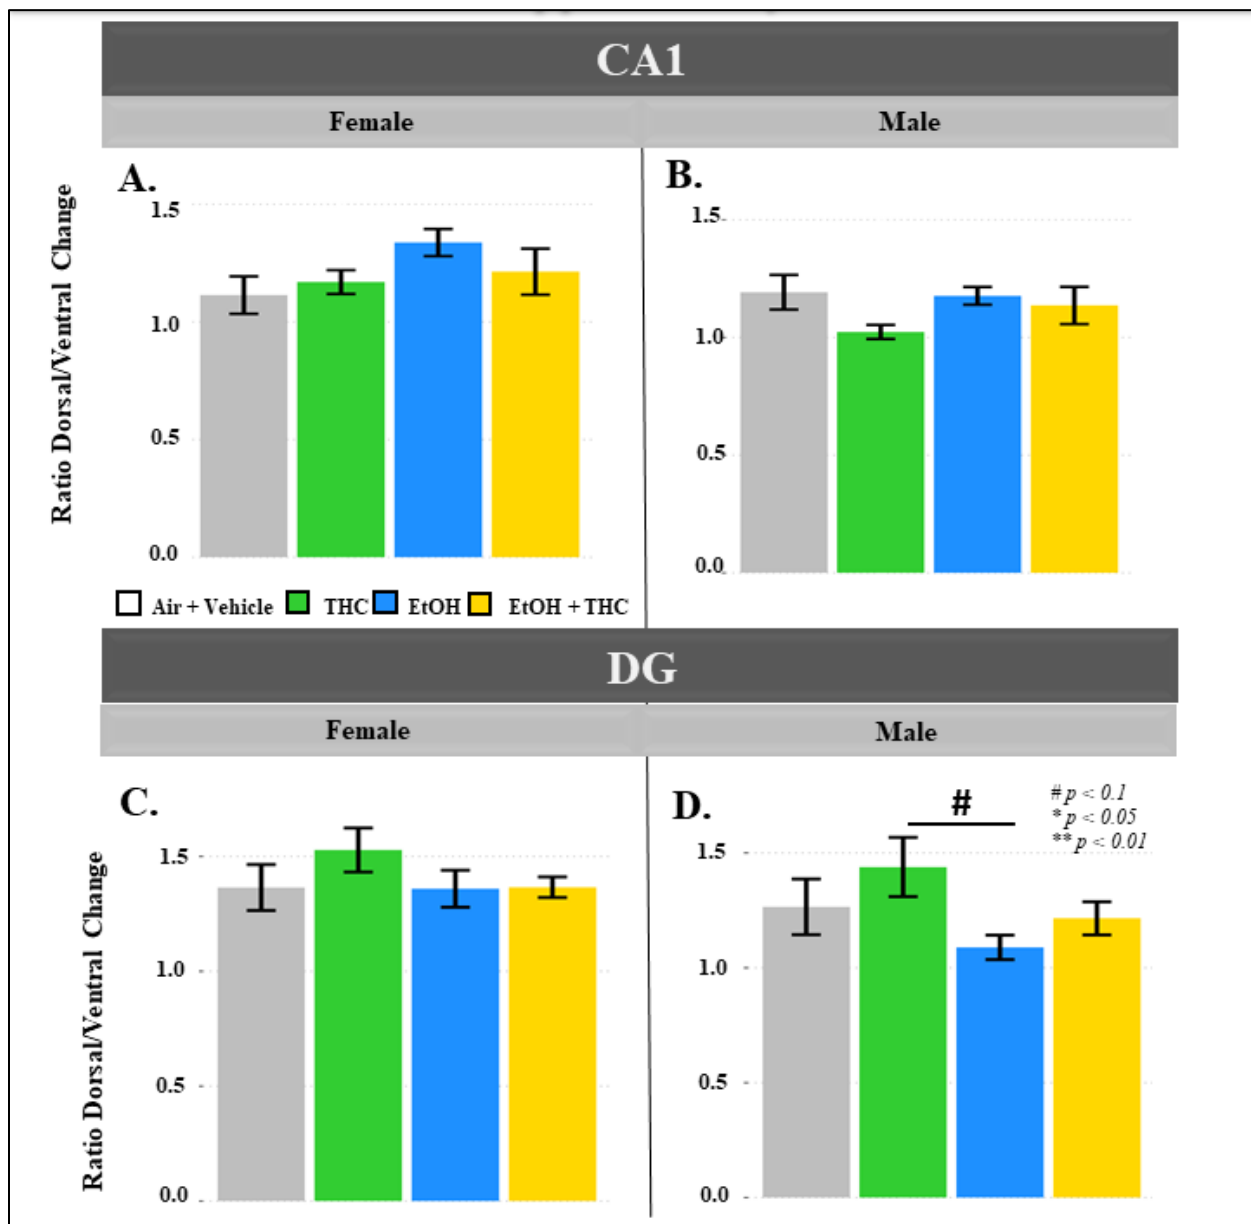 CA1
Female
Male
A.
B.
Ratio Dorsal/Ventral Change
1.5
1.0
0.5
0.0
1.5
1.0
0.5
0.0
Air + Vehicle THC EtOH EtOH + THC
DG
Female
Male
C.
D.
#
# p < 0.1
* p < 0.05
** p < 0.01
Ratio Dorsal/Ventral Change
1.5
1.0
0.5
0.0
1.5
1.0
0.5
0.0